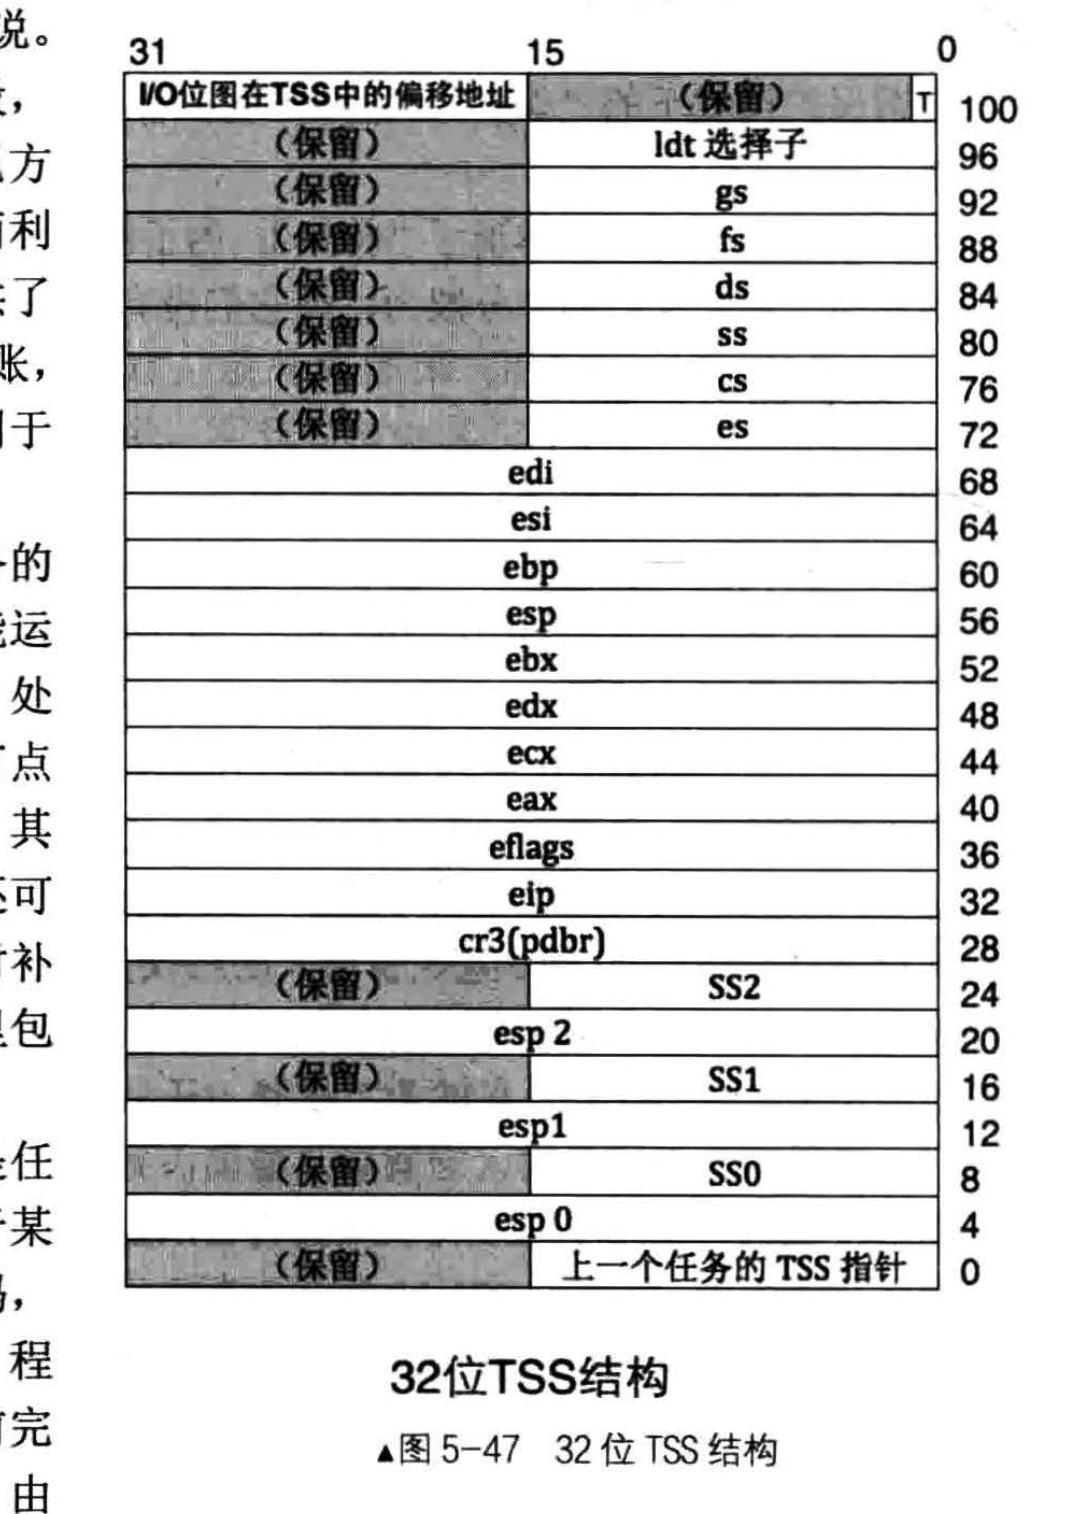 说。
31 15 0
I/O位图在TSS中的偏移地址 （保留） T 100
（保留） ldt 选择子 96
方
（保留） gs 92
利
（保留） fs 88
（保留） ds 84
了
（保留） ss 80
账，
（保留） cs 76
（保留） es 72
于
edi 68
esi 64
的
ebp 60
esp 56
运
ebx 52
处
edx 48
点
ecx 44
eax 40
其
eflags 36
可
eip 32
补
cr3(pdbr) 28
（保留） SS2 24
包
esp 2 20
（保留） SS1 16
esp1 12
任
（保留） SS0 8
某
esp 0 4
（保留） 上一个任务的 TSS 指针 0
程
32位TSS结构
完
▲图 5-47 32 位 TSS 结构
由